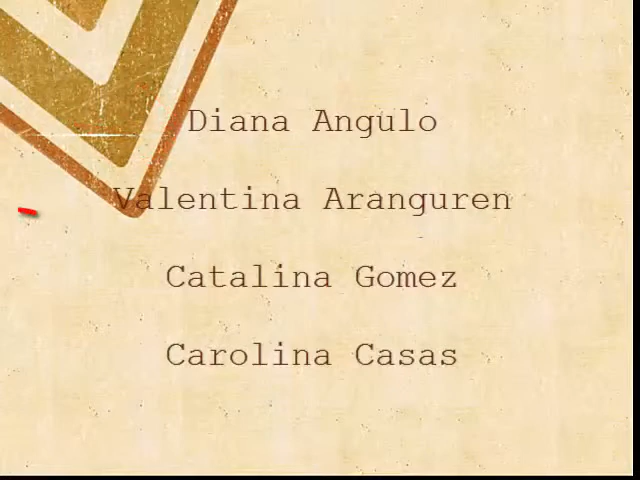 Diana Angulo
Valentina Aranguren
Catalina Gomez
Carolina Casas